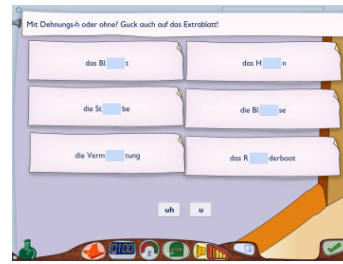 Mit Dehnungs-h oder ohne? Guck auch auf das Extrablatt!
das Bl t
das H n
die St be
die Bl se
die Verm tung
das R derboot
uh
u